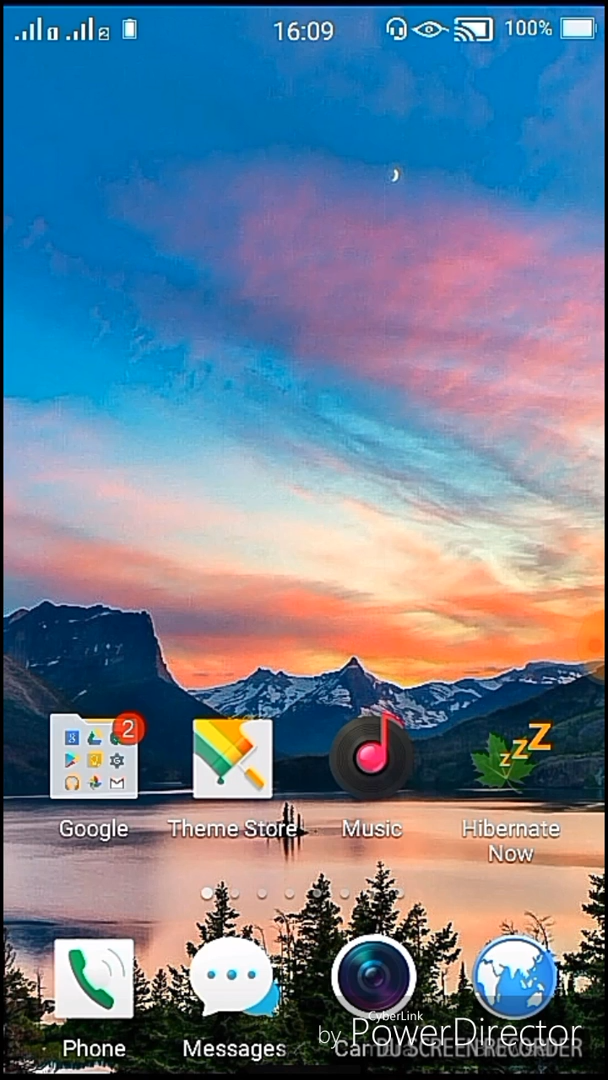 16:09 100%
2
Google Theme Store Music Hibernate Now
CyberLink
by PowerDirector
Phone Messages
DU SCREEN RECORDER